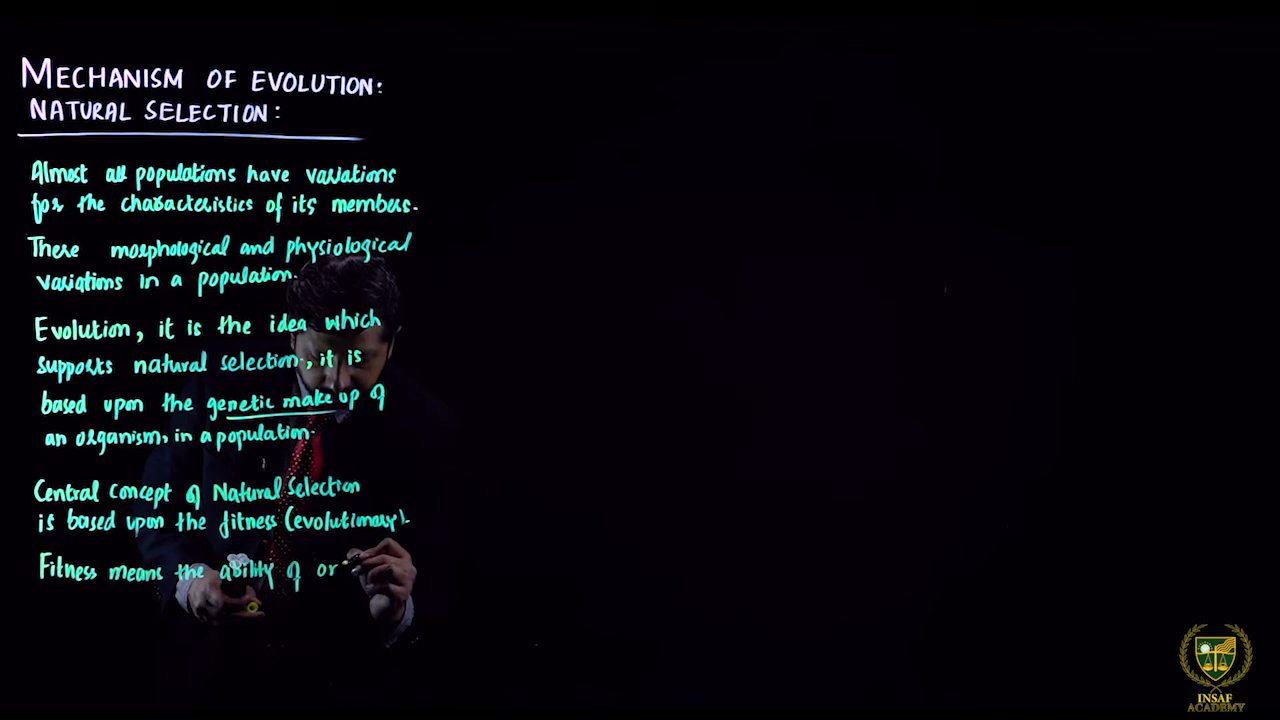 MECHANISM OF EVOLUTION:
NATURAL SELECTION:
Almost all populations have variations
for the characteristics of its members.
There morphological and physiological
variations in a population.
Evolution, it is the idea which
supports natural selection, it is
based upon the genetic make up of
an organism, in a population.
Central concept of Natural Selection
is based upon the fitness (evolutionary).
Fitness means the ability of or
INSAF
ACADEMY